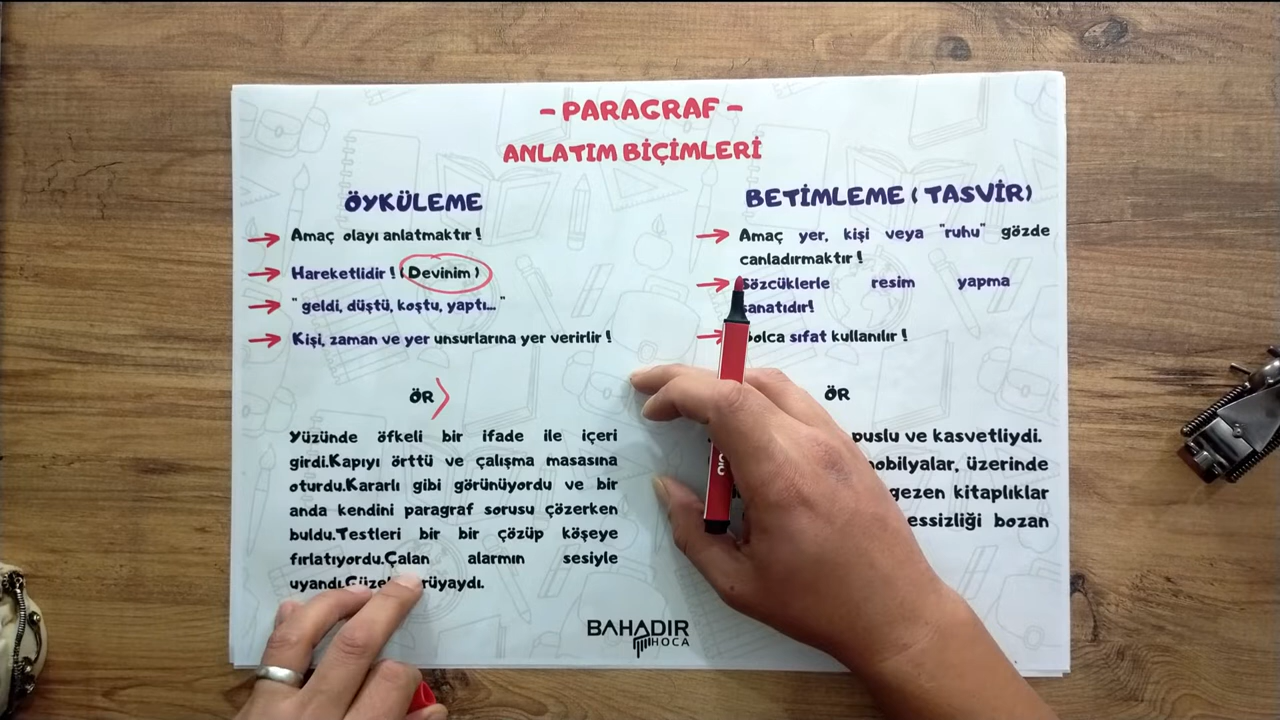 - PARAGRAF -
ANLATIM BİÇİMLERİ
ÖYKÜLEME
Amaç olayı anlatmaktır !
Hareketlidir ! ( Devinim )
" geldi, düştü, koştu, yaptı... "
Kişi, zaman ve yer unsurlarına yer verirlir !
ÖR
Yüzünde öfkeli bir ifade ile içeri
girdi.Kapıyı örttü ve çalışma masasına
oturdu.Kararlı gibi görünüyordu ve bir
anda kendini paragraf sorusu çözerken
buldu.Testleri bir bir çözüp köşeye
fırlatıyordu.Çalan alarmın sesiyle
uyandı.Güzel rüyaydı.
BETİMLEME ( TASVİR)
Amaç yer, kişi veya "ruhu" gözde
canladırmaktır !
Sözcüklerle resim yapma
sanatıdır!
Bolca sıfat kullanılır !
ÖR
puslu ve kasvetliydi.
mobilyalar, üzerinde
gezen kitaplıklar
sessizliği bozan
BAHADIR
HOCA